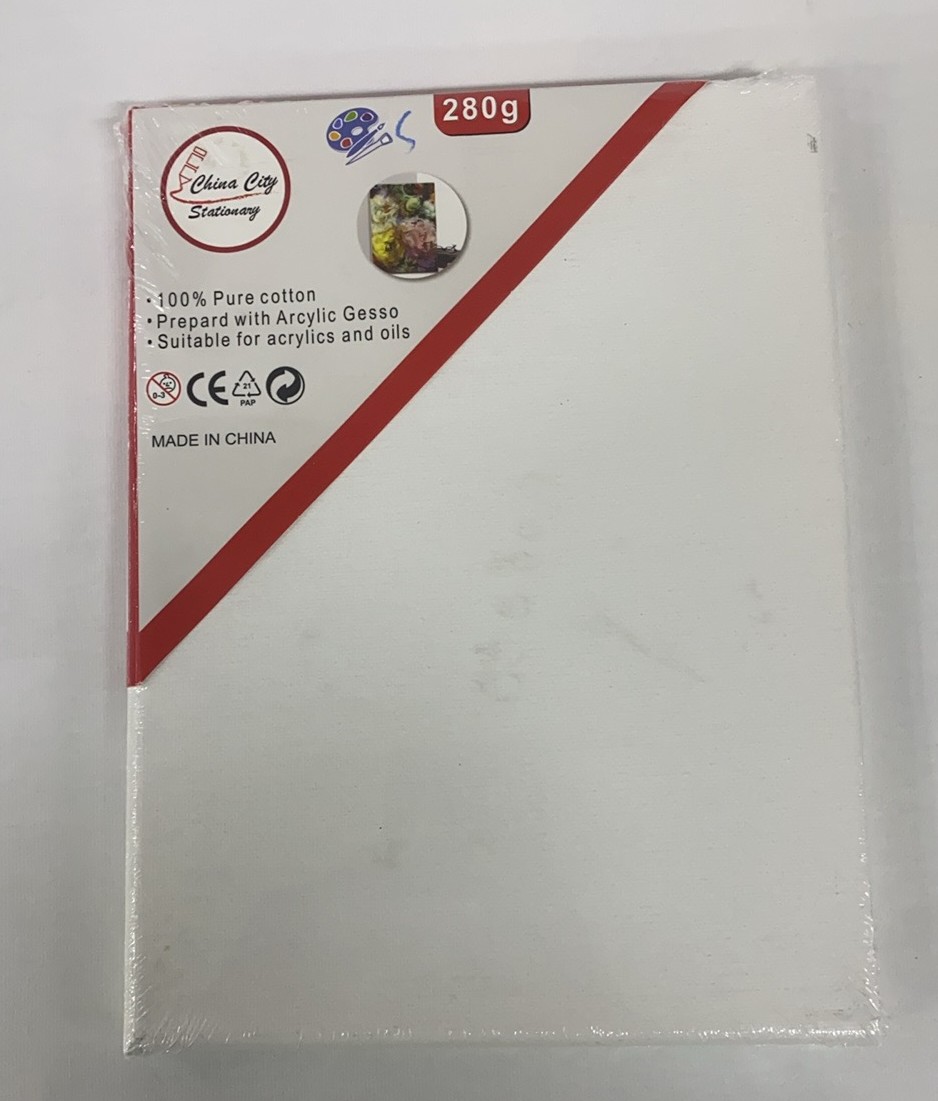 280g
China City
Stationary
• 100% Pure cotton
• Prepard with Arcylic Gesso
• Suitable for acrylics and oils
0-3
CE
21
PAP
MADE IN CHINA